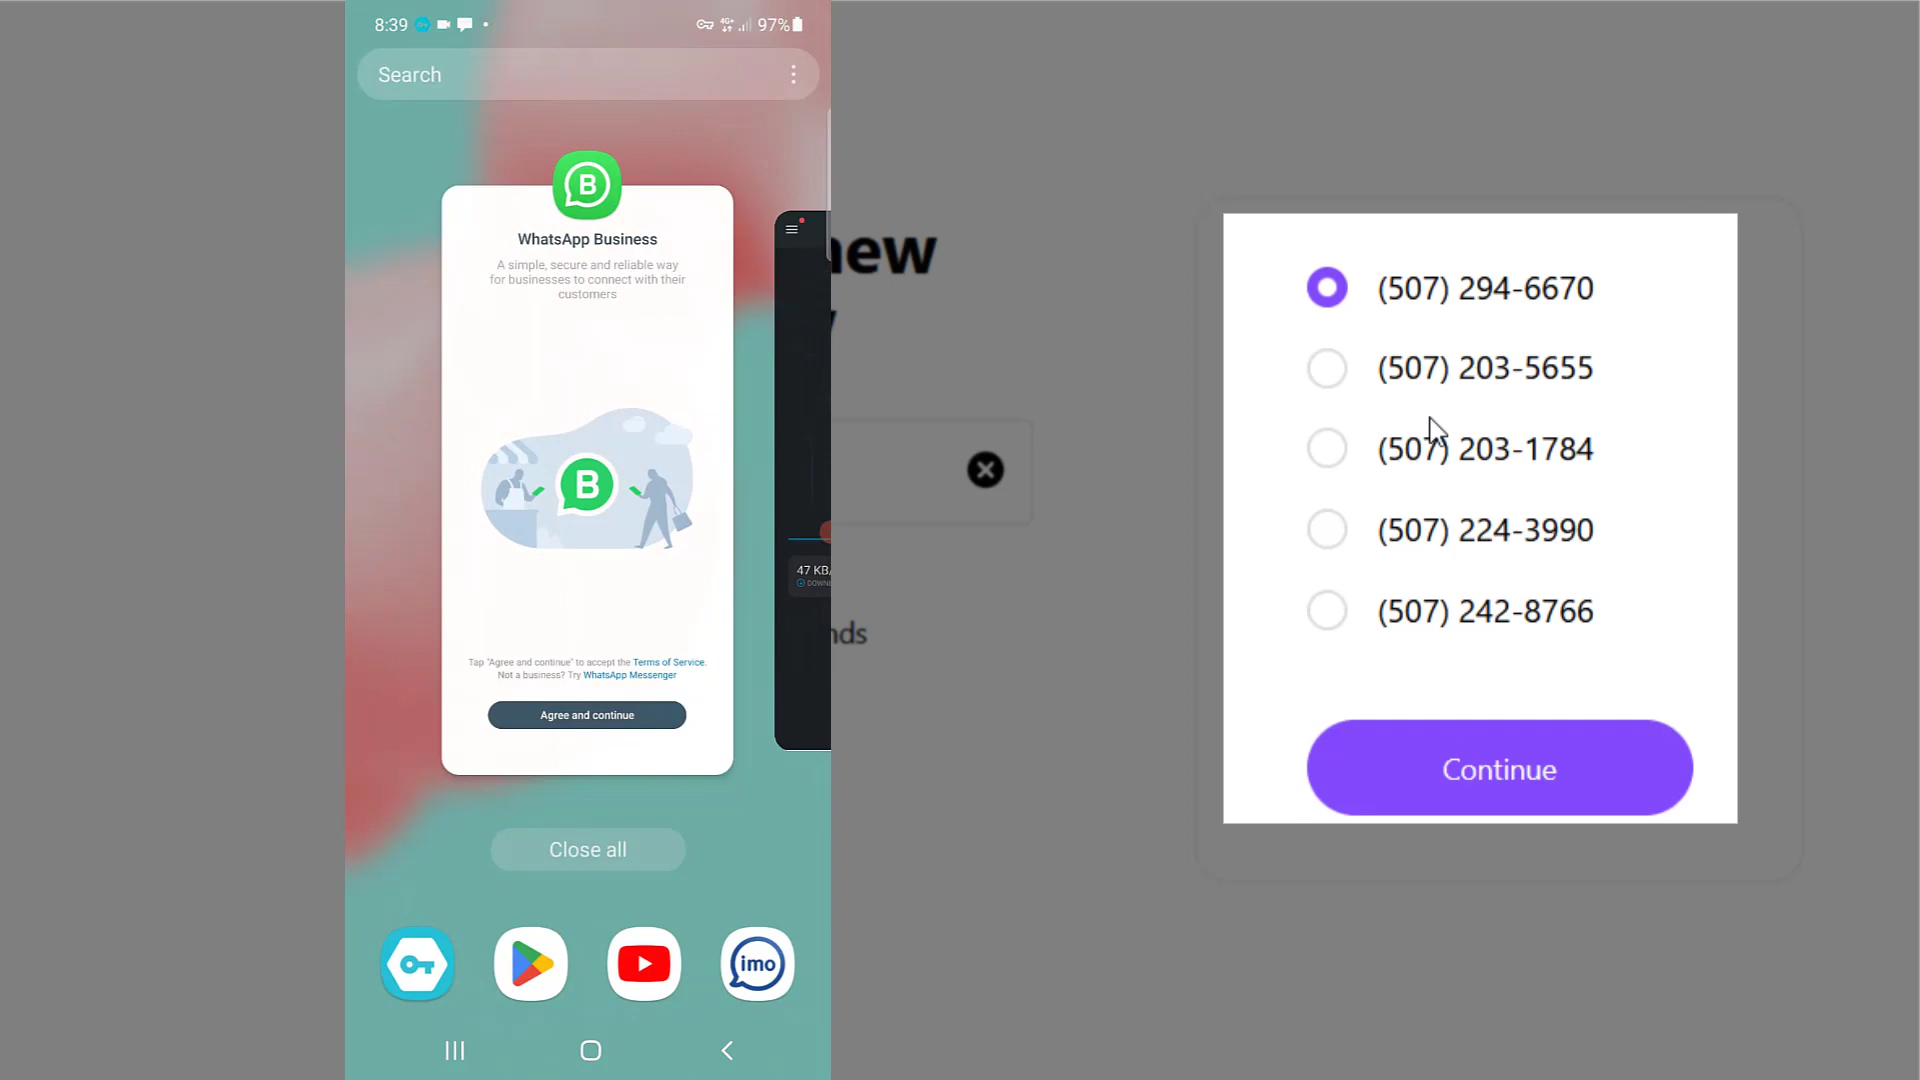 8:39
4G+
97%
Search
B
WhatsApp Business
A simple, secure and reliable way
for businesses to connect with their
customers
B
Tap "Agree and continue" to accept the Terms of Service.
Not a business? Try WhatsApp Messenger
Agree and continue
47 KB/
Close all
imo
new
nds
(507) 294-6670
(507) 203-5655
(507) 203-1784
(507) 224-3990
(507) 242-8766
Continue